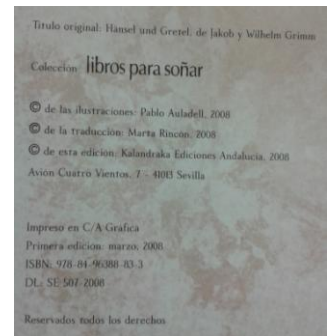 Título original: Hänsel und Gretel, de Jakob y Wilhelm Grimm
Colección libros para soñar
© de las ilustraciones: Pablo Auladell, 2008
© de la traducción: Marta Rincón, 2008
© de esta edición: Kalandraka Ediciones Andalucía, 2008
Avión Cuatro Vientos, 7 - 41013 Sevilla
Impreso en C/A Gráfica
Primera edición: marzo, 2008
ISBN: 978-84-96388-83-3
DL: SE 507-2008
Reservados todos los derechos